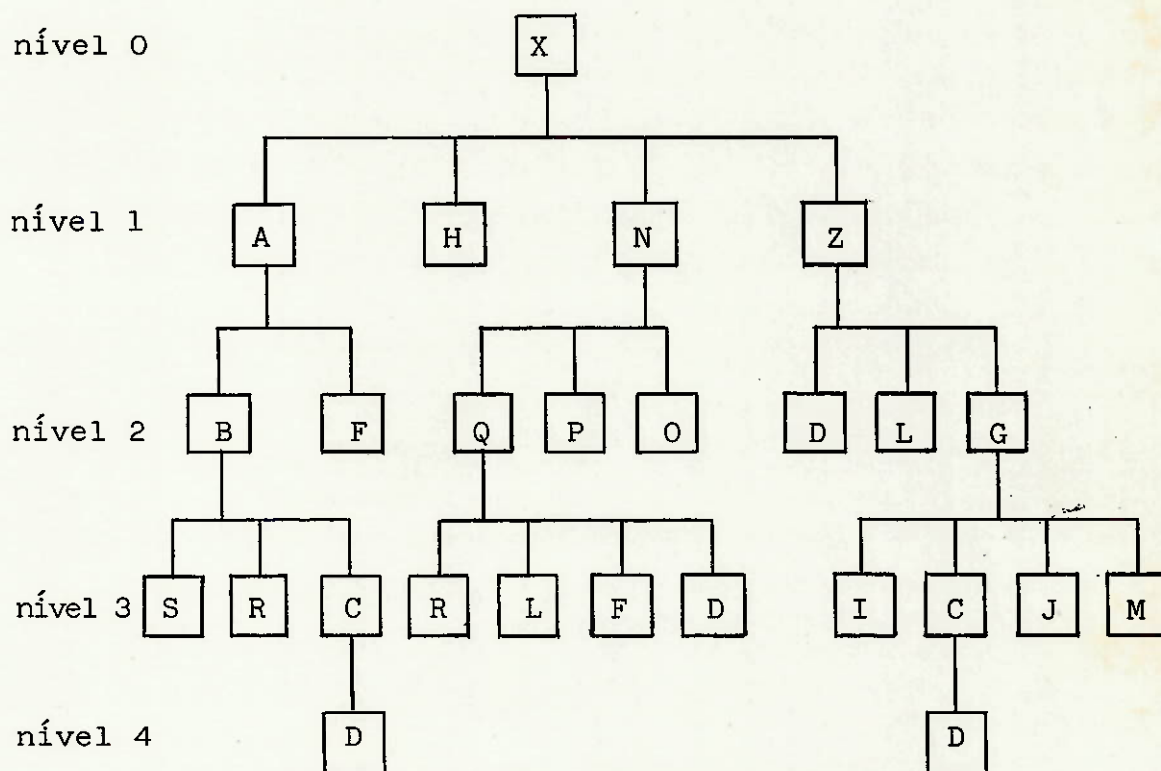 nível 0 X
nível 1 A H N Z
nível 2 B F Q P O D L G
nível 3 S R C R L F D I C J M
nível 4 D D